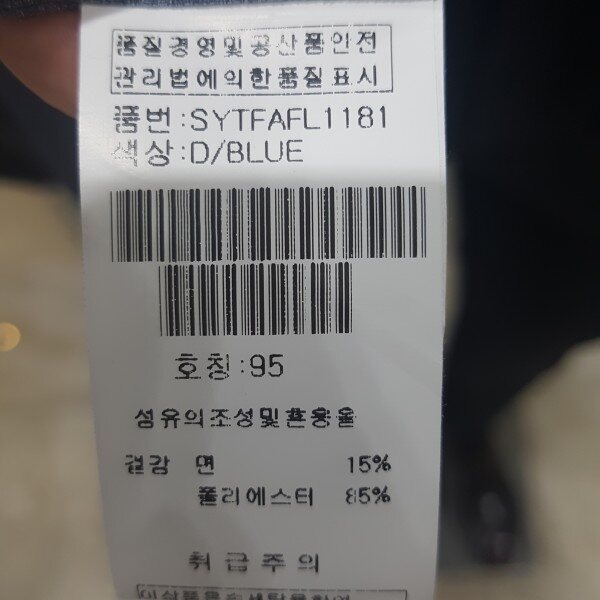 품질경영및공산품안전
관리법에의한품질표시
품번:SYTFAFL1181
색상:D/BLUE
호칭:95
섬유의조성및혼용율
겉감 면 15%
폴리에스터 85%
취급주의